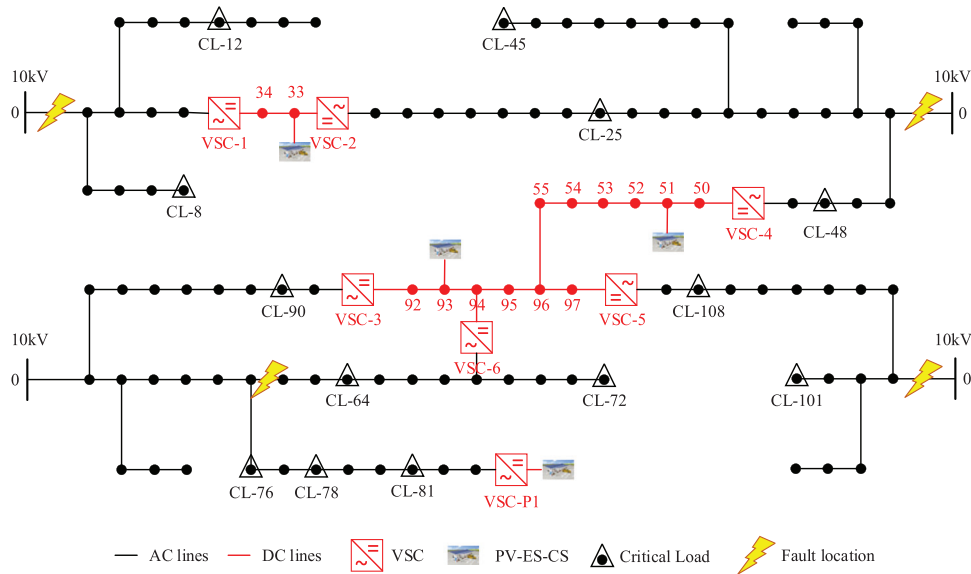 CL-12
CL-45
10kV
10kV
34
33
0
0
VSC-1
VSC-2
CL-25
CL-8
55
54
53
52
51
50
VSC-4
CL-48
92
93
94
95
96
97
CL-90
VSC-3
VSC-5
CL-108
10kV
10kV
VSC-6
0
0
CL-64
CL-72
CL-101
CL-76
CL-78
CL-81
VSC-P1
AC lines
DC lines
VSC
PV-ES-CS
Critical Load
Fault location